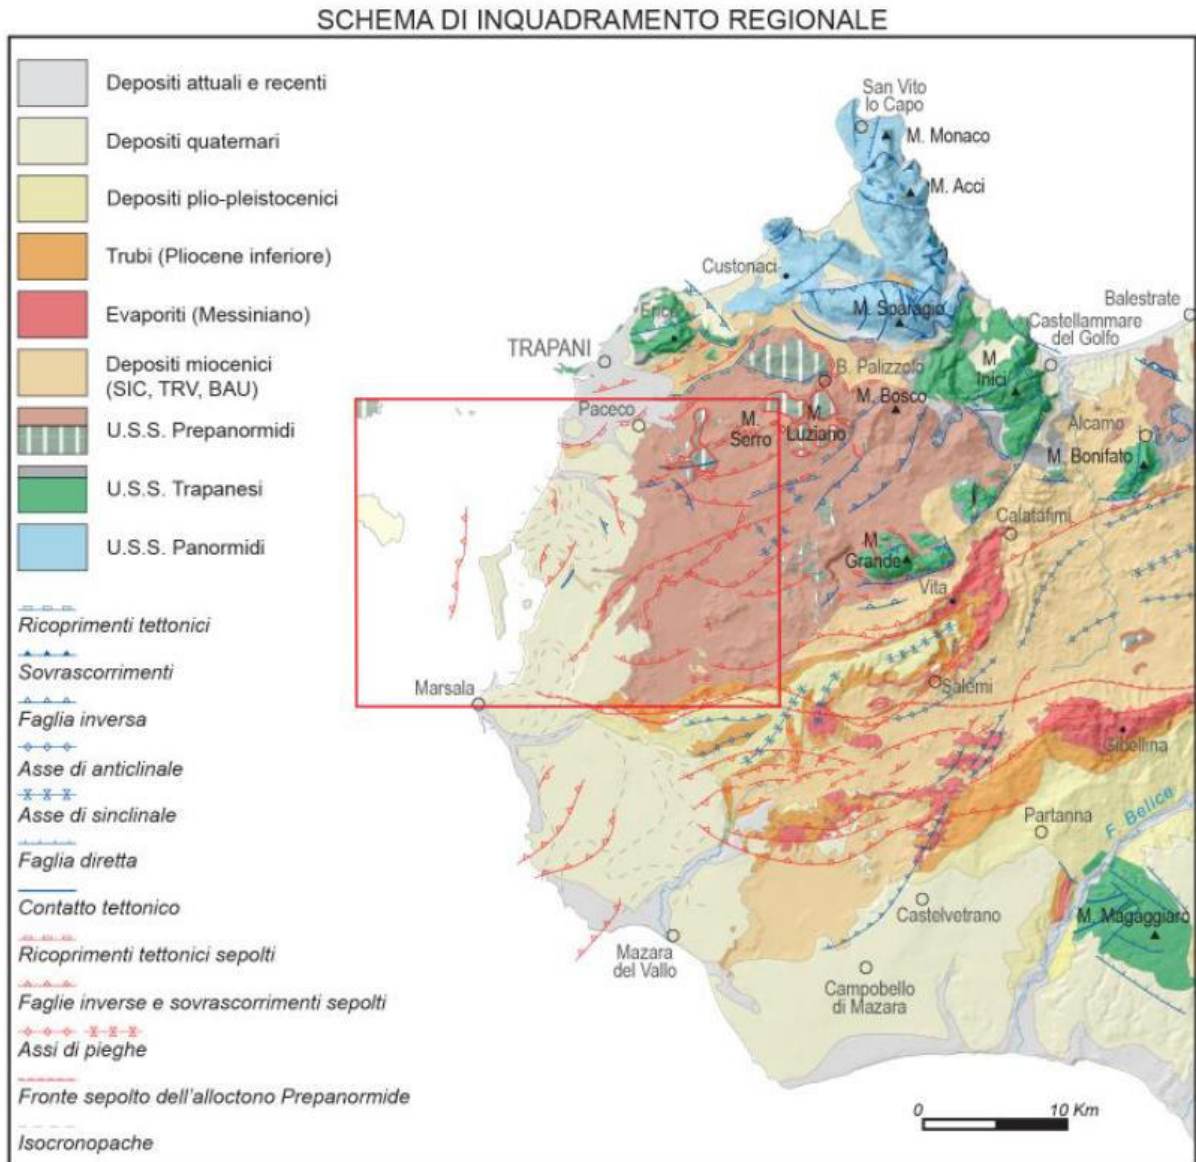 SCHEMA DI INQUADRAMENTO REGIONALE
Depositi attuali e recenti
Depositi quaternari
Depositi plio-pleistocenici
Trubi (Pliocene inferiore)
Evaporiti (Messiniano)
Depositi miocenici
(SIC, TRV, BAU)
U.S.S. Prepanormidi
U.S.S. Trapanesi
U.S.S. Panormidi
Ricoprimenti tettonici
Sovrascorrimenti
Faglia inversa
Asse di anticlinale
Asse di sinclinale
Faglia diretta
Contatto tettonico
Ricoprimenti tettonici sepolti
Faglie inverse e sovrascorrimenti sepolti
Assi di pieghe
Fronte sepolto dell'alloctono Prepanormide
Isocronopache
San Vito
lo Capo
M. Monaco
M. Acci
Custonaci
Erice
M. Sparagio
Balestrate
Castellammare
del Golfo
TRAPANI
B. Palizzolo
M.
Inici
Paceco
M. Bosco
M.
Serro
M.
Luziano
Alcamo
M. Bonifato
Calatafimi
M.
Grande
Vita
Marsala
Salemi
Gibellina
Partanna
F. Belice
Castelvetrano
M. Magaggiaro
Mazara
del Vallo
Campobello
di Mazara
0 10 Km